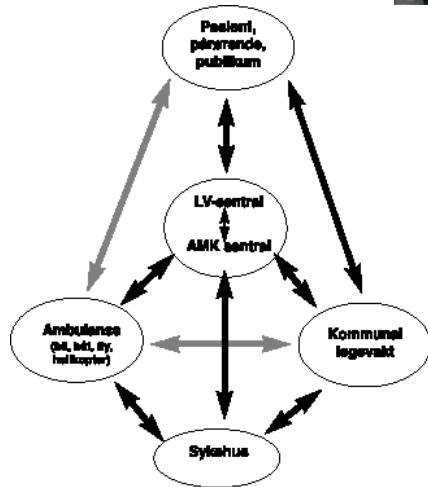 Pasient,
pårørende,
publikum
LV-sentral
AMK sentral
Ambulanse
(bil, båt, fly,
helikopter)
Kommunal
legevakt
Sykehus